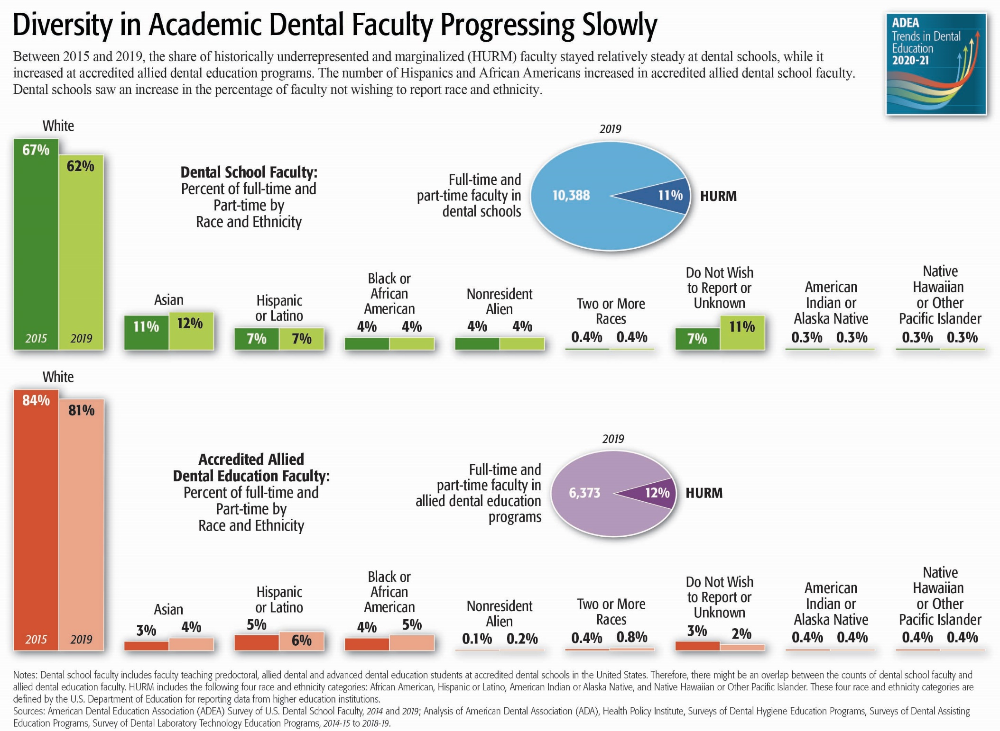 Diversity in Academic Dental Faculty Progressing Slowly
Between 2015 and 2019, the share of historically underrepresented and marginalized (HURM) faculty stayed relatively steady at dental schools, while it
increased at accredited allied dental education programs. The number of Hispanics and African Americans increased in accredited allied dental school faculty.
Dental schools saw an increase in the percentage of faculty not wishing to report race and ethnicity.
ADEA
Trends in Dental
Education
2020-21
White
67%
62%
2015
2019
Dental School Faculty:
Percent of full-time and
Part-time by
Race and Ethnicity
2019
Full-time and
part-time faculty in
dental schools
10,388
11%
HURM
Asian
11%
12%
Hispanic
or Latino
7%
7%
Black or
African
American
4%
4%
Nonresident
Alien
4%
4%
Two or More
Races
0.4%
0.4%
Do Not Wish
to Report or
Unknown
7%
11%
American
Indian or
Alaska Native
0.3%
0.3%
Native
Hawaiian
or Other
Pacific Islander
0.3%
0.3%
White
84%
81%
2015
2019
Accredited Allied
Dental Education Faculty:
Percent of full-time and
Part-time by
Race and Ethnicity
2019
Full-time and
part-time faculty in
allied dental education
programs
6,373
12%
HURM
Asian
3%
4%
Hispanic
or Latino
5%
6%
Black or
African
American
4%
5%
Nonresident
Alien
0.1%
0.2%
Two or More
Races
0.4%
0.8%
Do Not Wish
to Report or
Unknown
3%
2%
American
Indian or
Alaska Native
0.4%
0.4%
Native
Hawaiian
or Other
Pacific Islander
0.4%
0.4%
Notes: Dental school faculty includes faculty teaching predoctoral, allied dental and advanced dental education students at accredited dental schools in the United States. Therefore, there might be an overlap between the counts of dental school faculty and
allied dental education faculty. HURM includes the following four race and ethnicity categories: African American, Hispanic or Latino, American Indian or Alaska Native, and Native Hawaiian or Other Pacific Islander. These four race and ethnicity categories are
defined by the U.S. Department of Education for reporting data from higher education institutions.
Sources: American Dental Education Association (ADEA) Survey of U.S. Dental School Faculty, 2014 and 2019; Analysis of American Dental Association (ADA), Health Policy Institute, Surveys of Dental Hygiene Education Programs, Surveys of Dental Assisting
Education Programs, Survey of Dental Laboratory Technology Education Programs, 2014-15 to 2018-19.